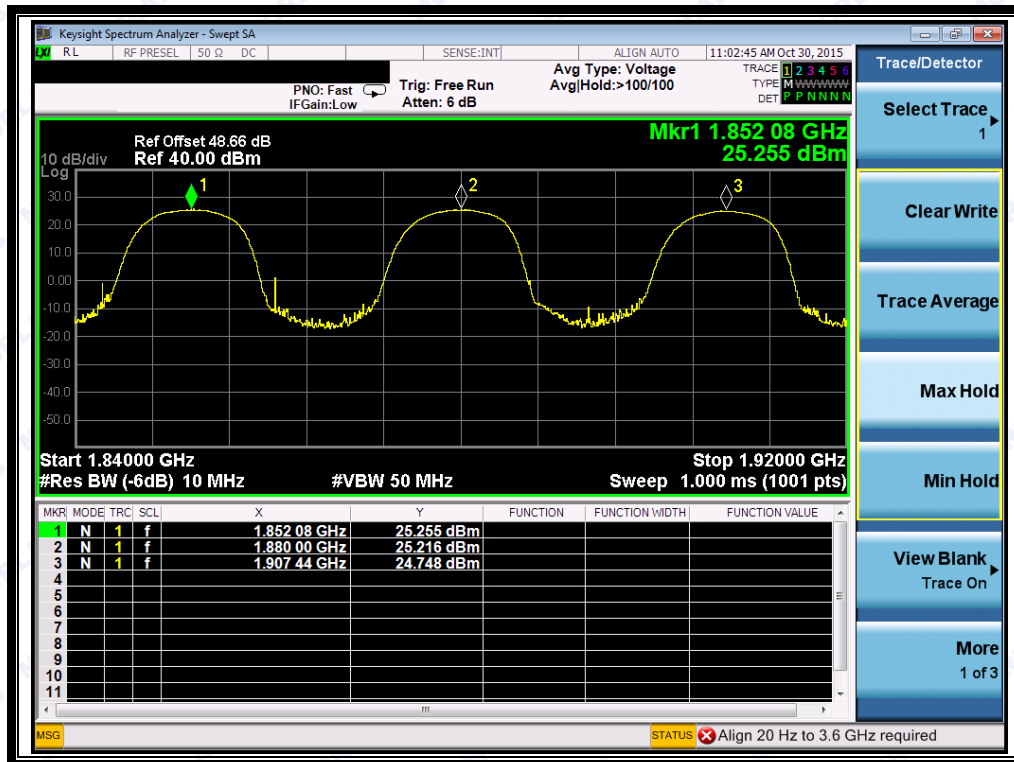 Keysight Spectrum Analyzer - Swept SA
LXI RL RF PRESEL 50 Ω DC SENSE:INT ALIGN AUTO 11:02:45 AM Oct 30, 2015
PNO: Fast
IFGain:Low
Trig: Free Run
Atten: 6 dB
Avg Type: Voltage
Avg|Hold:>100/100
TRACE 1 2 3 4 5 6
TYPE M WWWWW
DET P P N N N N
Ref Offset 48.66 dB
10 dB/div Ref 40.00 dBm
Log
Mkr1 1.852 08 GHz
25.255 dBm
1
2
3
30.0
20.0
10.0
0.00
-10.0
-20.0
-30.0
-40.0
-50.0
Start 1.84000 GHz Stop 1.92000 GHz
#Res BW (-6dB) 10 MHz #VBW 50 MHz Sweep 1.000 ms (1001 pts)
MKR MODE TRC SCL X Y FUNCTION FUNCTION WIDTH FUNCTION VALUE
1 N 1 f 1.852 08 GHz 25.255 dBm
2 N 1 f 1.880 00 GHz 25.216 dBm
3 N 1 f 1.907 44 GHz 24.748 dBm
4
5
6
7
8
9
10
11
MSG STATUS Align 20 Hz to 3.6 GHz required
Trace/Detector
Select Trace
1
Clear Write
Trace Average
Max Hold
Min Hold
View Blank
Trace On
More
1 of 3